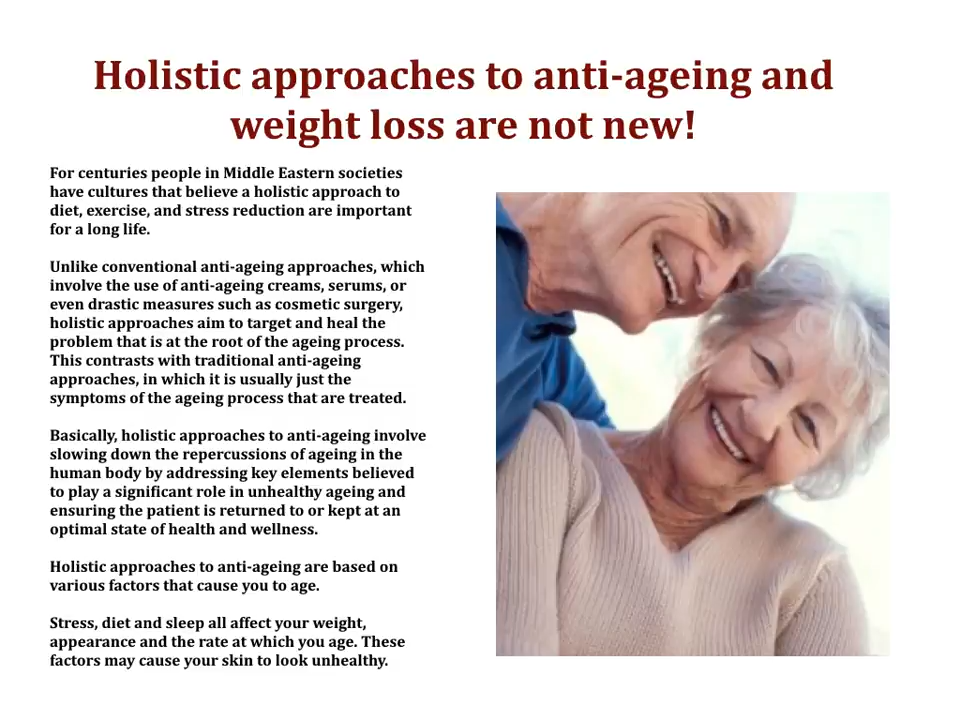 Holistic approaches to anti-ageing and
weight loss are not new!
For centuries people in Middle Eastern societies
have cultures that believe a holistic approach to
diet, exercise, and stress reduction are important
for a long life.
Unlike conventional anti-ageing approaches, which
involve the use of anti-ageing creams, serums, or
even drastic measures such as cosmetic surgery,
holistic approaches aim to target and heal the
problem that is at the root of the ageing process.
This contrasts with traditional anti-ageing
approaches, in which it is usually just the
symptoms of the ageing process that are treated.
Basically, holistic approaches to anti-ageing involve
slowing down the repercussions of ageing in the
human body by addressing key elements believed
to play a significant role in unhealthy ageing and
ensuring the patient is returned to or kept at an
optimal state of health and wellness.
Holistic approaches to anti-ageing are based on
various factors that cause you to age.
Stress, diet and sleep all affect your weight,
appearance and the rate at which you age. These
factors may cause your skin to look unhealthy.